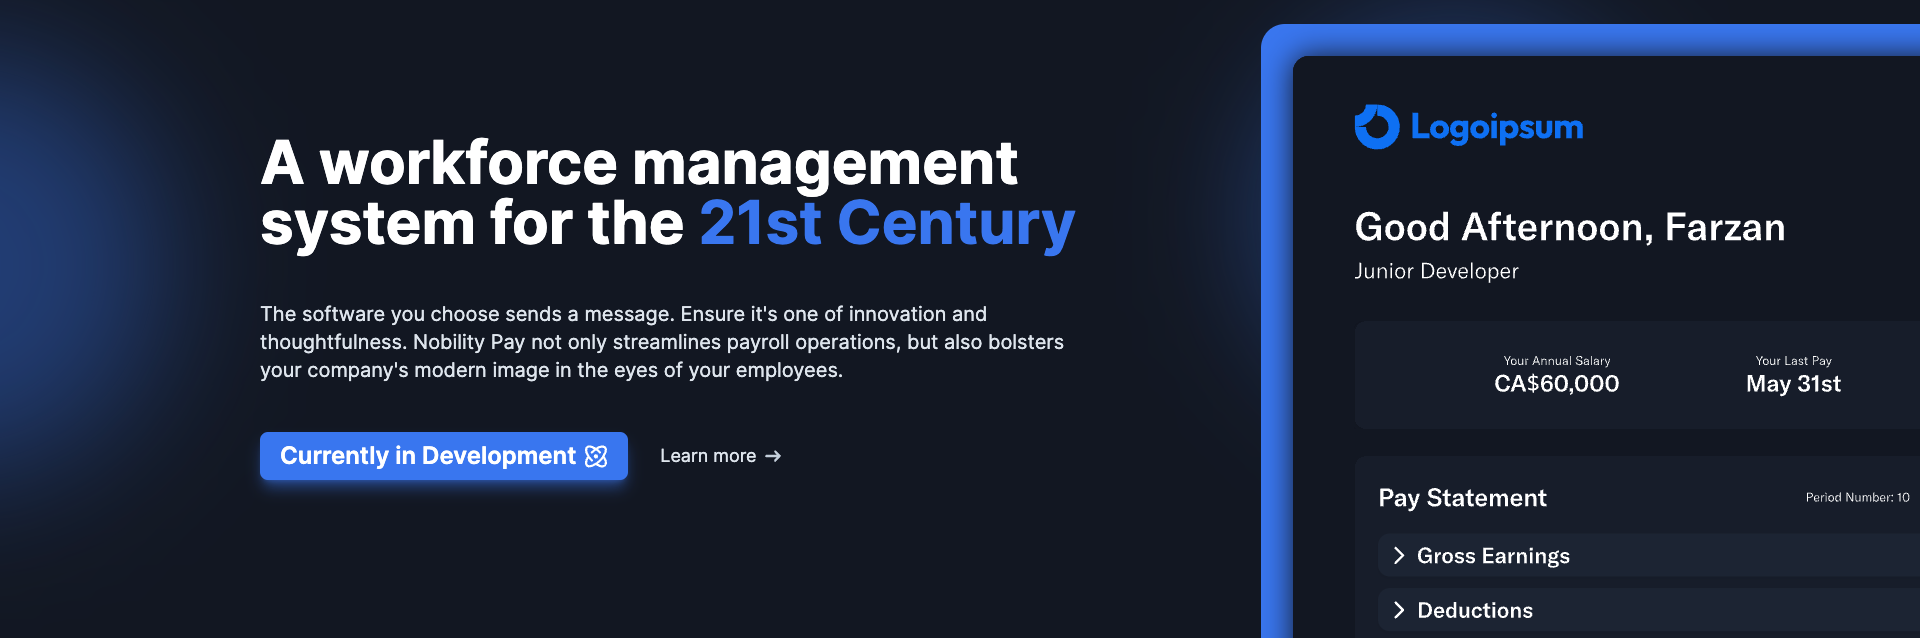 A workforce management
system for the 21st Century
The software you choose sends a message. Ensure it's one of innovation and
thoughtfulness. Nobility Pay not only streamlines payroll operations, but also bolsters
your company's modern image in the eyes of your employees.
Currently in Development
Learn more →
Logoipsum
Good Afternoon, Farzan
Junior Developer
Your Annual Salary
CA$60,000
Your Last Pay
May 31st
Pay Statement
Period Number: 10
Gross Earnings
Deductions